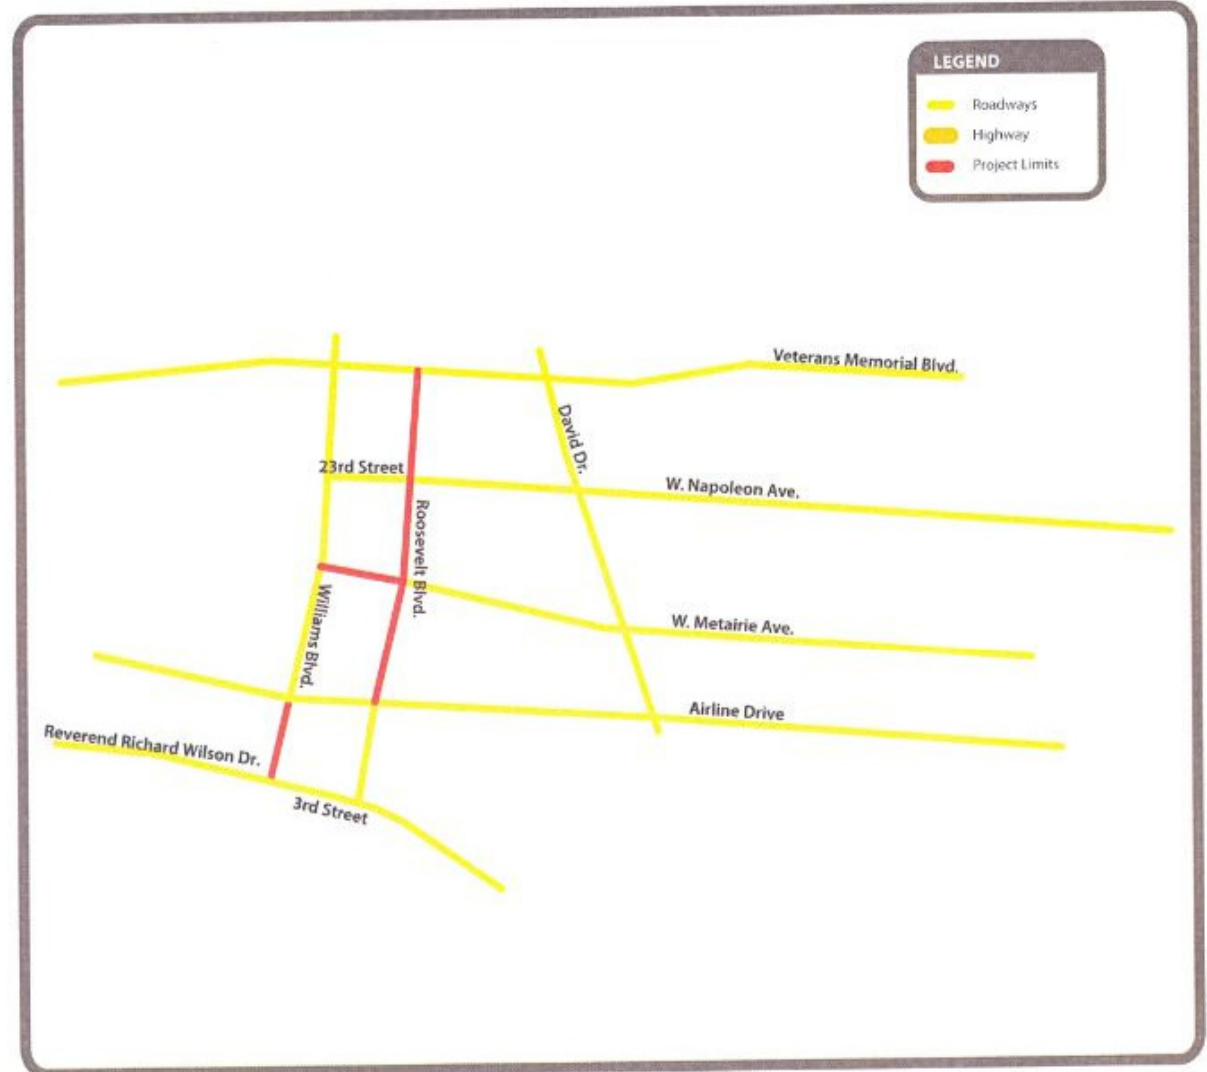 LEGEND
Roadways
Highway
Project Limits
Veterans Memorial Blvd.
David Dr.
23rd Street
W. Napoleon Ave.
Roosevelt Blvd.
Williams Blvd.
W. Metairie Ave.
Airline Drive
Reverend Richard Wilson Dr.
3rd Street